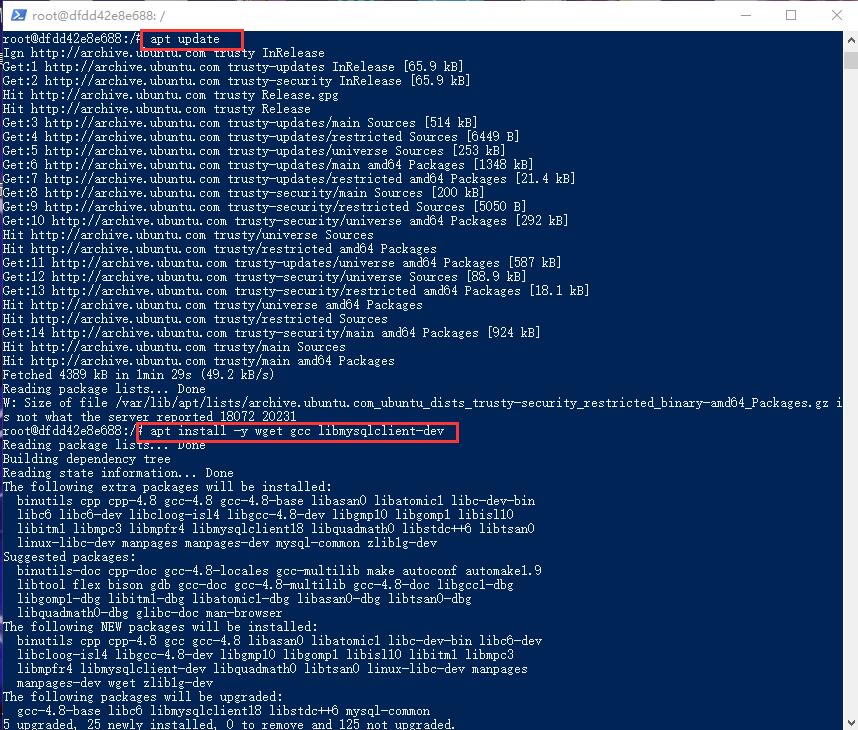 root@dfdd42e8e688: /
root@dfdd42e8e688:/# apt update
Ign http://archive.ubuntu.com trusty InRelease
Get:1 http://archive.ubuntu.com trusty-updates InRelease [65.9 kB]
Get:2 http://archive.ubuntu.com trusty-security InRelease [65.9 kB]
Hit http://archive.ubuntu.com trusty Release.gpg
Hit http://archive.ubuntu.com trusty Release
Get:3 http://archive.ubuntu.com trusty-updates/main Sources [514 kB]
Get:4 http://archive.ubuntu.com trusty-updates/restricted Sources [6449 B]
Get:5 http://archive.ubuntu.com trusty-updates/universe Sources [253 kB]
Get:6 http://archive.ubuntu.com trusty-updates/main amd64 Packages [1348 kB]
Get:7 http://archive.ubuntu.com trusty-updates/restricted amd64 Packages [21.4 kB]
Get:8 http://archive.ubuntu.com trusty-security/main Sources [200 kB]
Get:9 http://archive.ubuntu.com trusty-security/restricted Sources [5050 B]
Get:10 http://archive.ubuntu.com trusty-security/universe amd64 Packages [292 kB]
Hit http://archive.ubuntu.com trusty/universe Sources
Hit http://archive.ubuntu.com trusty/restricted amd64 Packages
Get:11 http://archive.ubuntu.com trusty-updates/universe amd64 Packages [587 kB]
Get:12 http://archive.ubuntu.com trusty-security/universe Sources [88.9 kB]
Get:13 http://archive.ubuntu.com trusty-security/restricted amd64 Packages [18.1 kB]
Hit http://archive.ubuntu.com trusty/universe amd64 Packages
Hit http://archive.ubuntu.com trusty/restricted Sources
Get:14 http://archive.ubuntu.com trusty-security/main amd64 Packages [924 kB]
Hit http://archive.ubuntu.com trusty/main Sources
Hit http://archive.ubuntu.com trusty/main amd64 Packages
Fetched 4389 kB in 1min 29s (49.2 kB/s)
Reading package lists... Done
W: Size of file /var/lib/apt/lists/archive.ubuntu.com_ubuntu_dists_trusty-security_restricted_binary-amd64_Packages.gz i
s not what the server reported 18072 20231
root@dfdd42e8e688:/# apt install -y wget gcc libmysqlclient-dev
Reading package lists... Done
Building dependency tree
Reading state information... Done
The following extra packages will be installed:
binutils cpp cpp-4.8 gcc-4.8 gcc-4.8-base libasan0 libatomic1 libc-dev-bin
libc6 libc6-dev libcloog-isl4 libgcc-4.8-dev libgmp10 libgomp1 libisl10
libitm1 libmpc3 libmpfr4 libmysqlclient18 libquadmath0 libstdc++6 libtsan0
linux-libc-dev manpages manpages-dev mysql-common zlib1g-dev
Suggested packages:
binutils-doc cpp-doc gcc-4.8-locales gcc-multilib make autoconf automake1.9
libtool flex bison gdb gcc-doc gcc-4.8-multilib gcc-4.8-doc libgcc1-dbg
libgomp1-dbg libitm1-dbg libatomic1-dbg libasan0-dbg libtsan0-dbg
libquadmath0-dbg glibc-doc man-browser
The following NEW packages will be installed:
binutils cpp cpp-4.8 gcc gcc-4.8 libasan0 libatomic1 libc-dev-bin libc6-dev
libcloog-isl4 libgcc-4.8-dev libgmp10 libgomp1 libisl10 libitm1 libmpc3
libmpfr4 libmysqlclient-dev libquadmath0 libtsan0 linux-libc-dev manpages
manpages-dev wget zlib1g-dev
The following packages will be upgraded:
gcc-4.8-base libc6 libmysqlclient18 libstdc++6 mysql-common
5 upgraded, 25 newly installed, 0 to remove and 125 not upgraded.